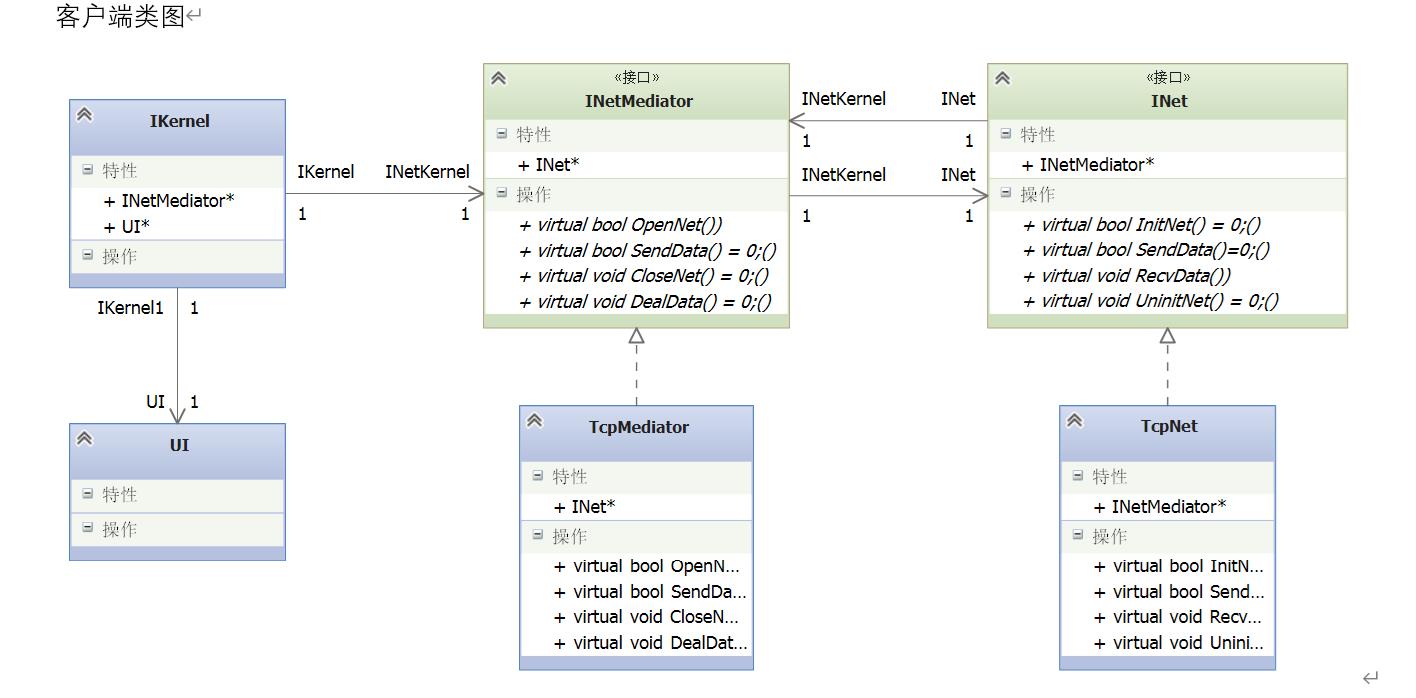 客户端类图
IKernel
特性
+ INetMediator*
+ UI*
操作
IKernel
INetKernel
1
1
IKernel1
1
UI
1
UI
特性
操作
«接口»
INetMediator
特性
+ INet*
操作
+ virtual bool OpenNet())
+ virtual bool SendData() = 0;()
+ virtual void CloseNet() = 0;()
+ virtual void DealData() = 0;()
INetKernel
INet
1
1
INetKernel
INet
1
1
«接口»
INet
特性
+ INetMediator*
操作
+ virtual bool InitNet() = 0;()
+ virtual bool SendData()=0;()
+ virtual void RecvData())
+ virtual void UninitNet() = 0;()
TcpMediator
特性
+ INet*
操作
+ virtual bool OpenN...
+ virtual bool SendDa...
+ virtual void CloseN...
+ virtual void DealDat...
TcpNet
特性
+ INetMediator*
操作
+ virtual bool InitN...
+ virtual bool Send...
+ virtual void Recv...
+ virtual void Unini...